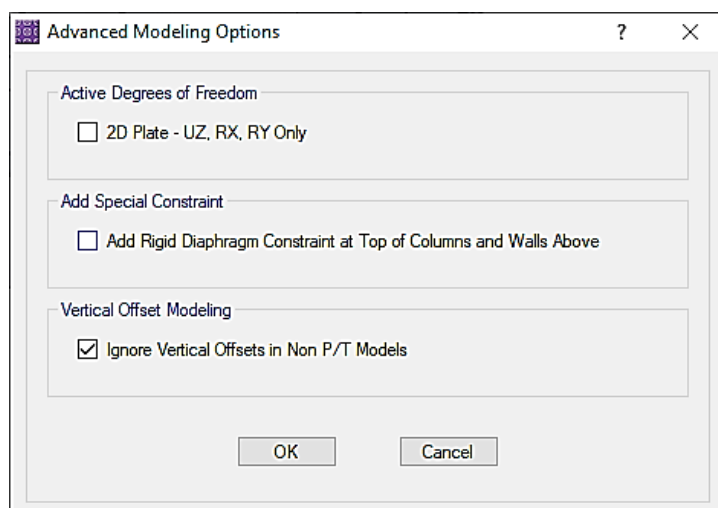 Advanced Modeling Options ?
Active Degrees of Freedom
2D Plate - UZ, RX, RY Only
Add Special Constraint
Add Rigid Diaphragm Constraint at Top of Columns and Walls Above
Vertical Offset Modeling
Ignore Vertical Offsets in Non P/T Models
OK Cancel